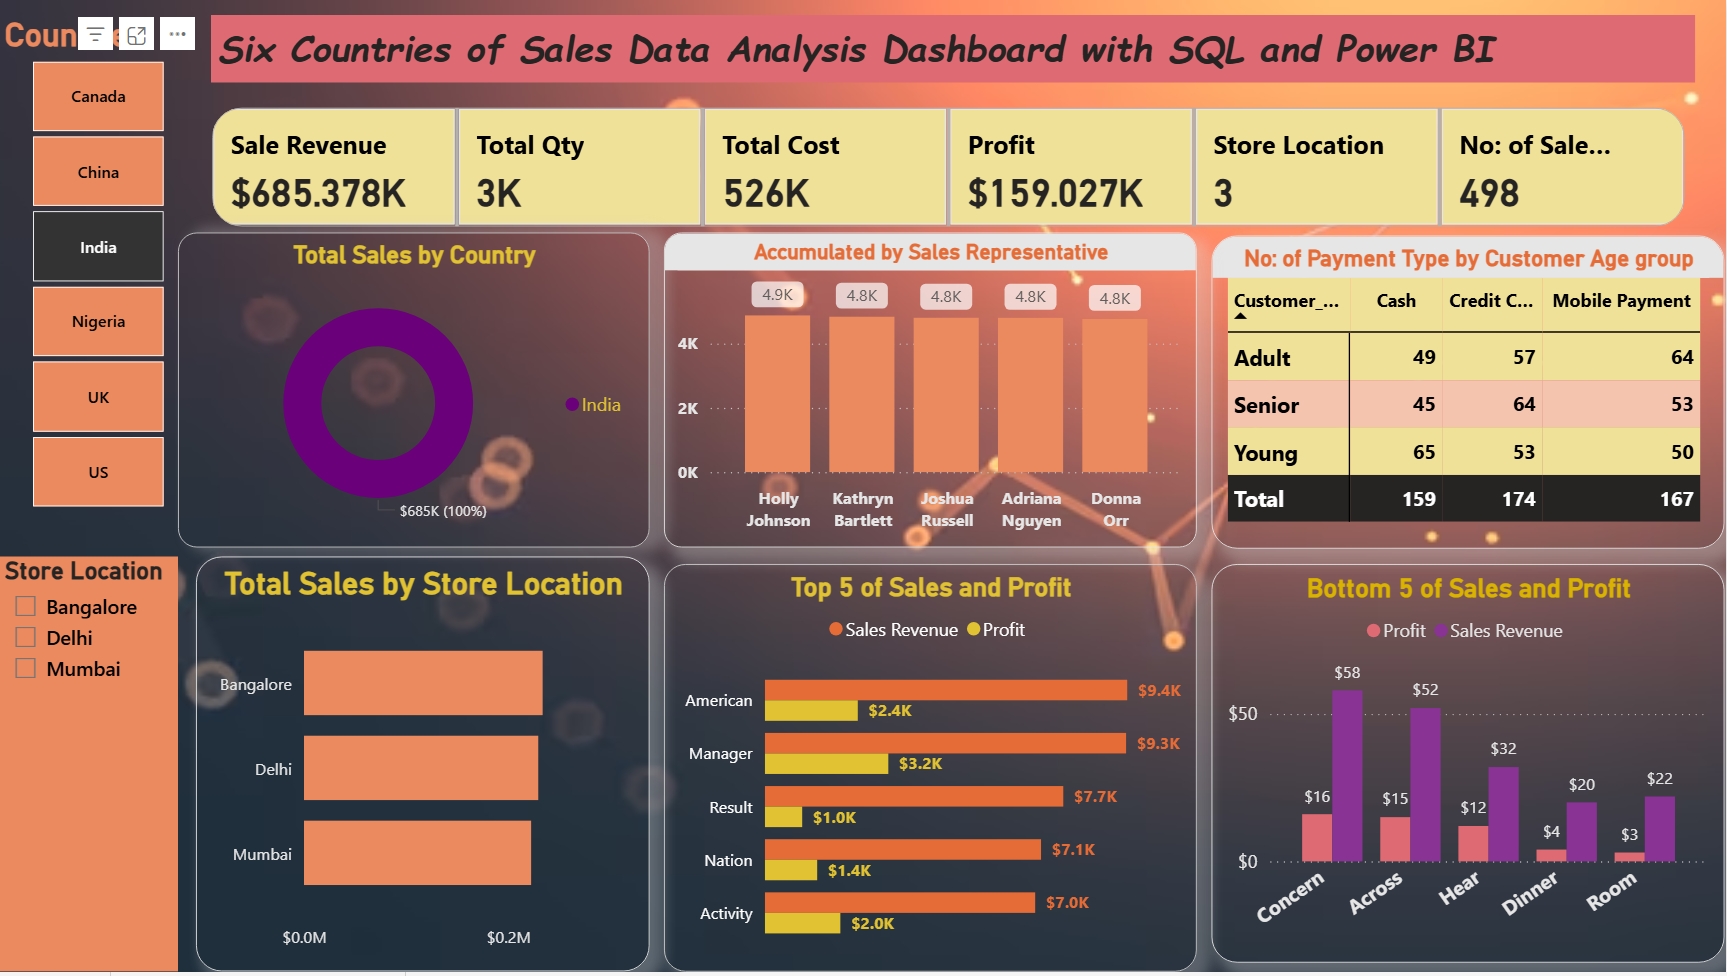 Coun
Six Countries of Sales Data Analysis Dashboard with SQL and Power BI
Canada
China
India
Nigeria
UK
US
Sale Revenue
$685.378K
Total Qty
3K
Total Cost
526K
Profit
$159.027K
Store Location
3
No: of Sale...
498
Total Sales by Country
India
$685K (100%)
Accumulated by Sales Representative
4.9K 4.8K 4.8K 4.8K 4.8K
4K
2K
0K
Holly Johnson
Kathryn Bartlett
Joshua Russell
Adriana Nguyen
Donna Orr
No: of Payment Type by Customer Age group
Customer_... Cash Credit C... Mobile Payment
Adult 49 57 64
Senior 45 64 53
Young 65 53 50
Total 159 174 167
Store Location
Bangalore
Delhi
Mumbai
Total Sales by Store Location
Bangalore
Delhi
Mumbai
$0.0M $0.2M
Top 5 of Sales and Profit
Sales Revenue Profit
American $9.4K
$2.4K
Manager $9.3K
$3.2K
Result $7.7K
$1.0K
Nation $7.1K
$1.4K
Activity $7.0K
$2.0K
Bottom 5 of Sales and Profit
Profit Sales Revenue
$50
$0
$16 $58
$15 $52
$12 $32
$4 $20
$3 $22
Concern Across Hear Dinner Room